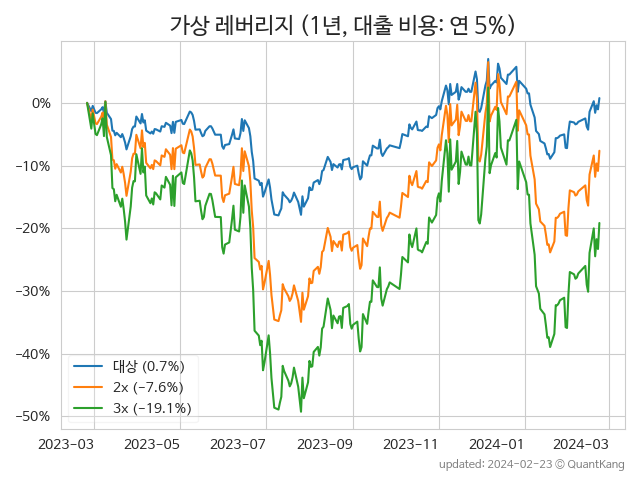 가상 레버리지 (1년, 대출 비용: 연 5%)
0%
−10%
−20%
−30%
−40%
−50%
대상 (0.7%)
2x (−7.6%)
3x (−19.1%)
2023-03 2023-05 2023-07 2023-09 2023-11 2024-01 2024-03
updated: 2024-02-23 © QuantKang